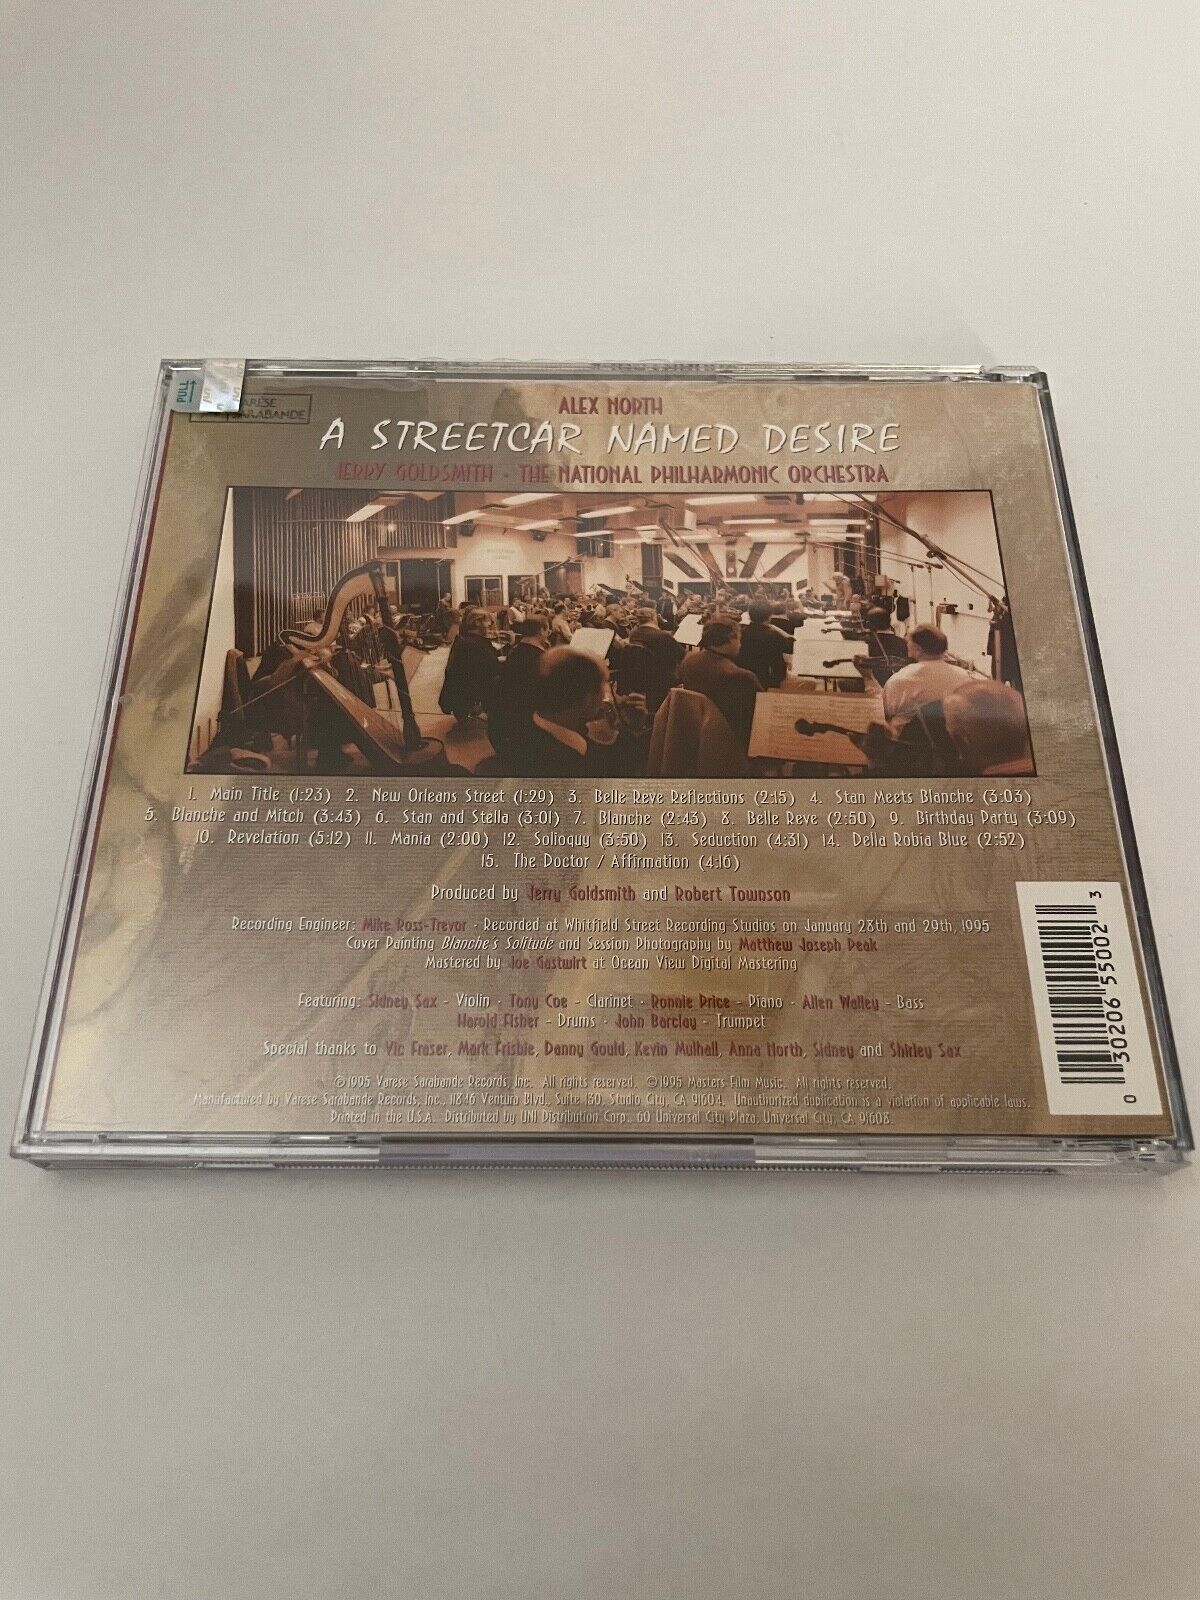 PULL
VARESE
SARABANDE
ALEX NORTH
A STREETCAR NAMED DESIRE
JERRY GOLDSMITH · THE NATIONAL PHILHARMONIC ORCHESTRA
1. Main Title (1:23) 2. New Orleans Street (1:29) 3. Belle Reve Reflections (2:15) 4. Stan Meets Blanche (3:03)
5. Blanche and Mitch (3:43) 6. Stan and Stella (3:01) 7. Blanche (2:43) 8. Belle Reve (2:50) 9. Birthday Party (3:09)
10. Revelation (5:12) 11. Mania (2:00) 12. Soliloquy (3:50) 13. Seduction (4:31) 14. Della Robia Blue (2:52)
15. The Doctor / Affirmation (4:16)
Produced by Jerry Goldsmith and Robert Townson
Recording Engineer: Mike Ross-Trevor · Recorded at Whitfield Street Recording Studios on January 28th and 29th, 1995
Cover Painting Blanche's Solitude and Session Photography by Matthew Joseph Peak
Mastered by Joe Gastwirt at Ocean View Digital Mastering
Featuring: Sidney Sax - Violin · Tony Coe - Clarinet · Ronnie Price - Piano · Allen Walley - Bass
Harold Fisher - Drums · John Barclay - Trumpet
Special thanks to Vic Fraser, Mark Frisbie, Danny Gould, Kevin Mulhall, Anna North, Sidney and Shirley Sax
℗1995 Varese Sarabande Records, Inc. All rights reserved. ©1995 Masters Film Music. All rights reserved.
Manufactured by Varese Sarabande Records, Inc., 11846 Ventura Blvd., Suite 130, Studio City, CA 91604. Unauthorized duplication is a violation of applicable laws.
Printed in the U.S.A. Distributed by UNI Distribution Corp., 60 Universal City Plaza, Universal City, CA 91608.
0 30206 55002 3